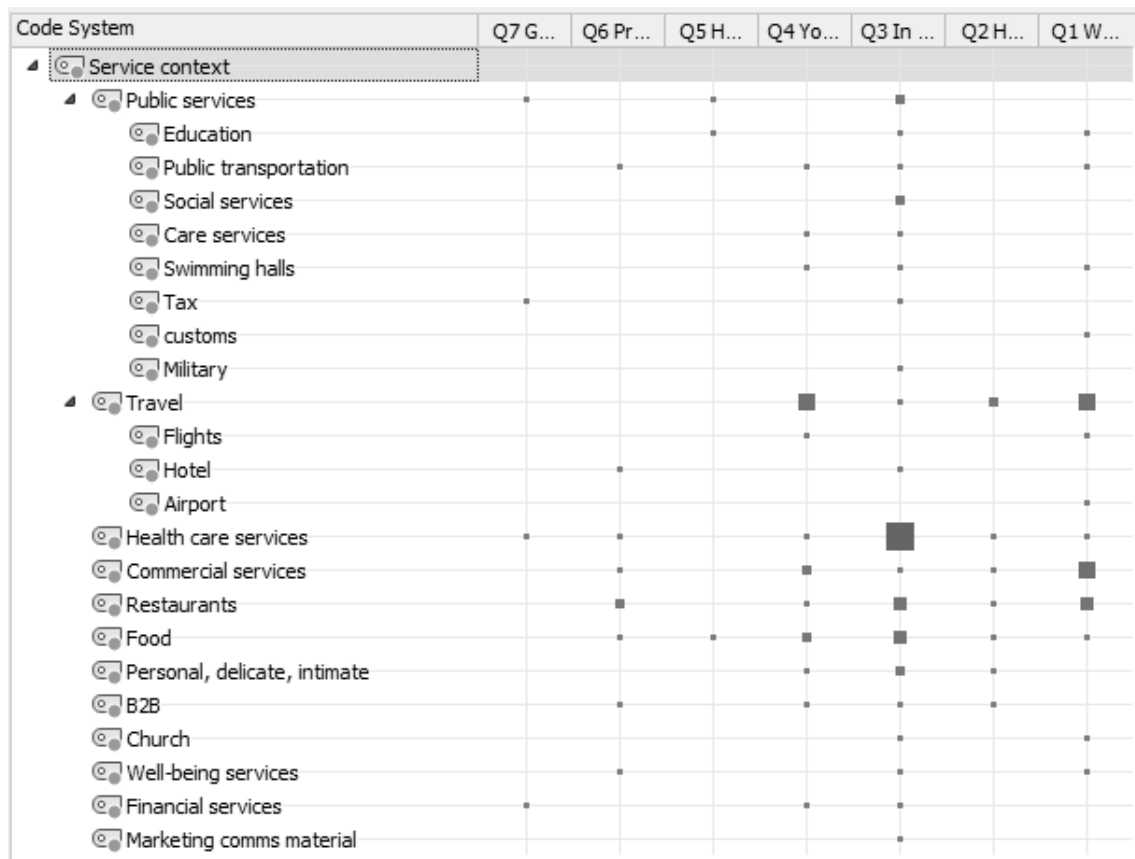 Code System Q7 G... Q6 Pr... Q5 H... Q4 Yo... Q3 In ... Q2 H... Q1 W...
Service context
Public services
Education
Public transportation
Social services
Care services
Swimming halls
Tax
customs
Military
Travel
Flights
Hotel
Airport
Health care services
Commercial services
Restaurants
Food
Personal, delicate, intimate
B2B
Church
Well-being services
Financial services
Marketing comms material